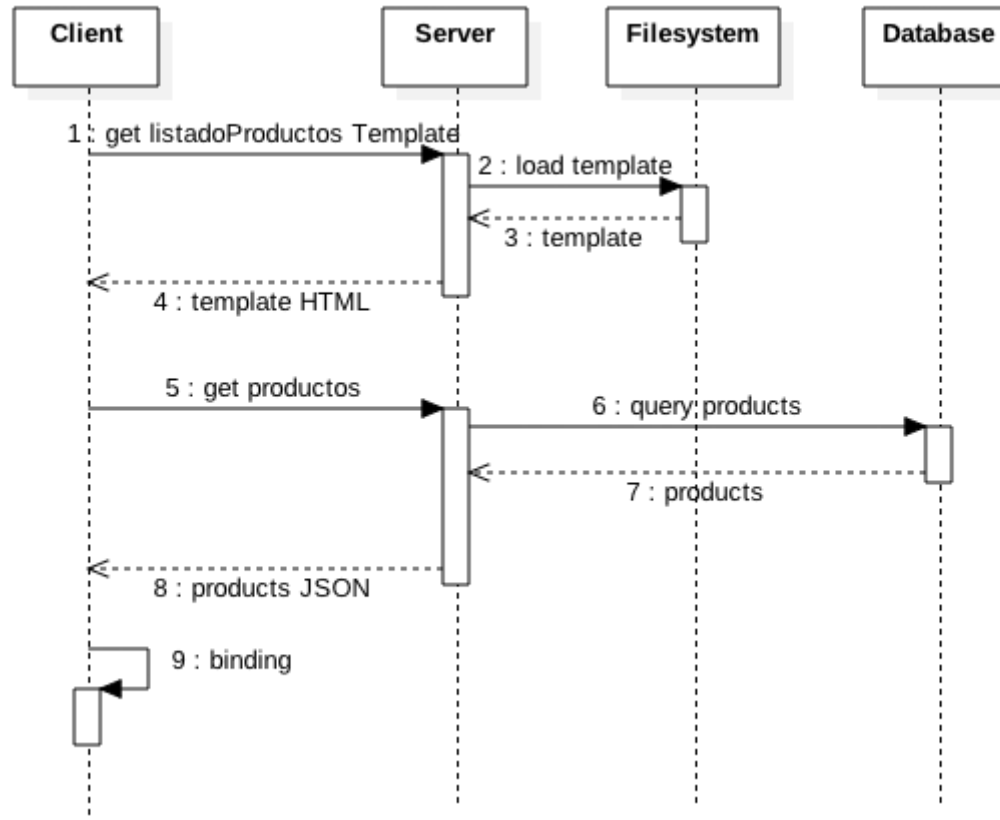 Client
Server
Filesystem
Database
1 : get listadoProductos Template
2 : load template
3 : template
4 : template HTML
5 : get productos
6 : query products
7 : products
8 : products JSON
9 : binding